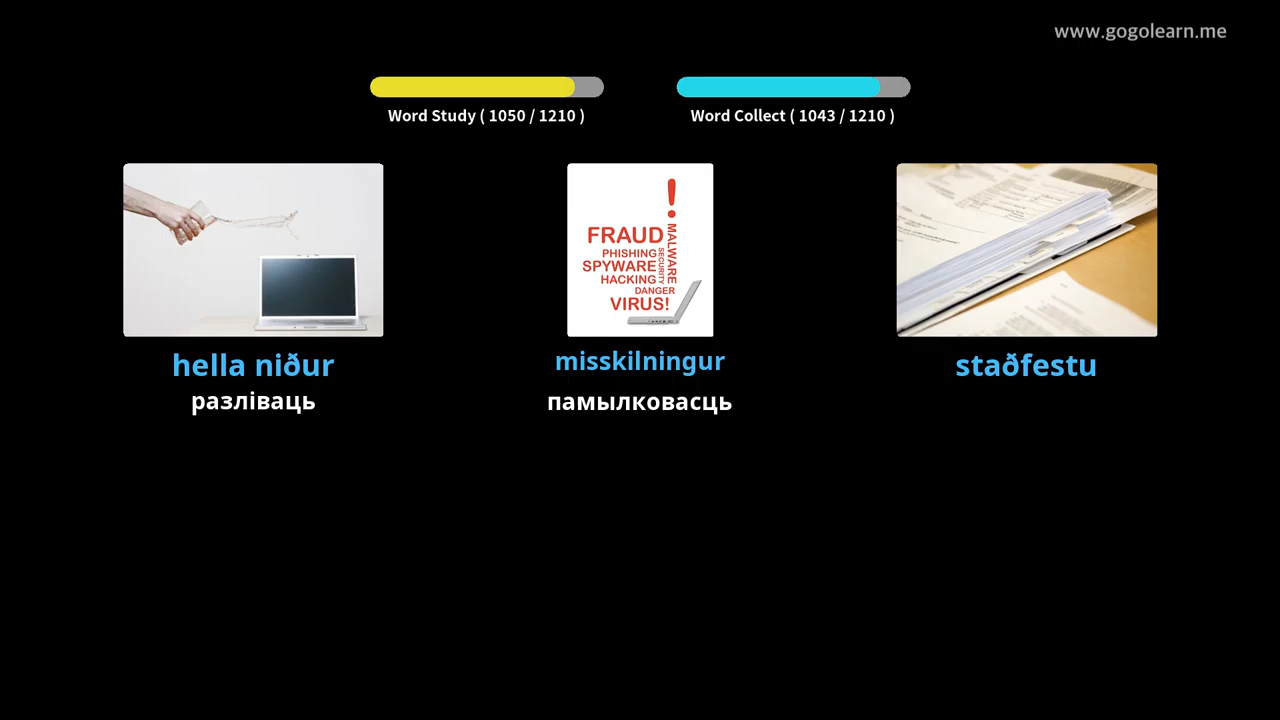 www.gogolearn.me
Word Study ( 1050 / 1210 )
Word Collect ( 1043 / 1210 )
!
FRAUD
PHISHING
SPYWARE
HACKING
DANGER
VIRUS!
MALWARE
SECURITY
hella niður
misskilningur
staðfestu
разліваць
памылковасць